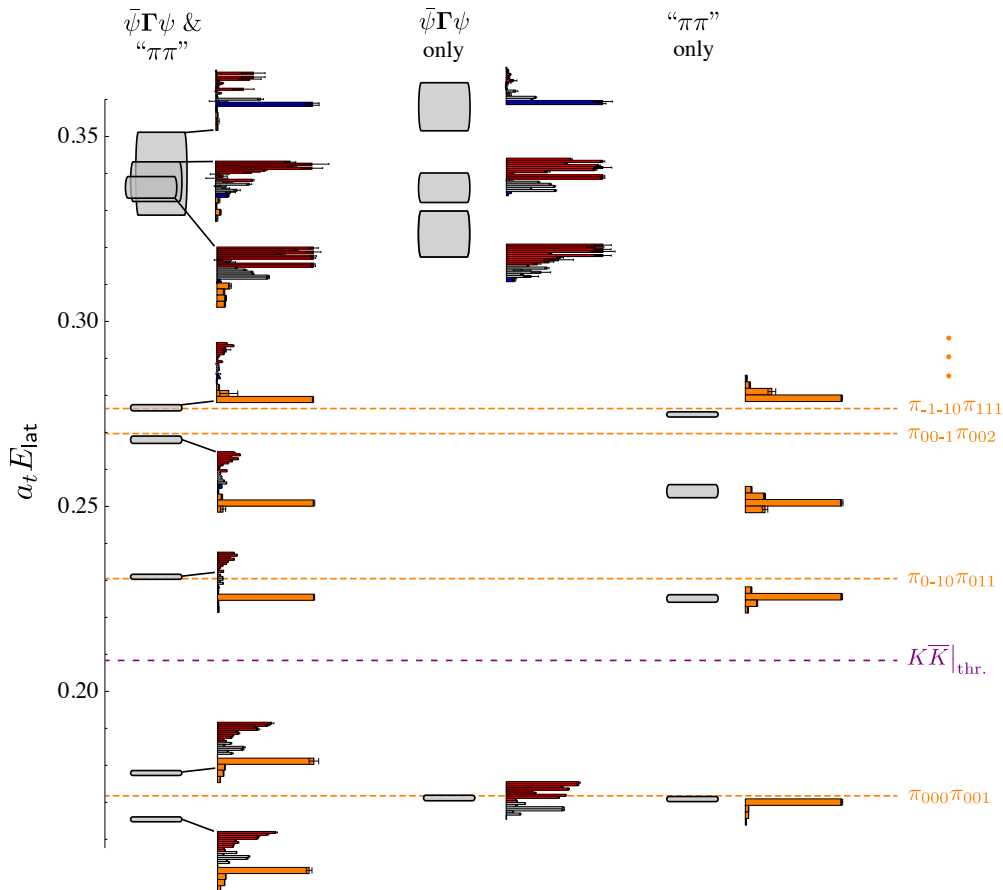 ψ̄Γψ &
“ππ”
ψ̄Γψ
only
“ππ”
only
0.35
0.30
π-1-10π111
π00-1π002
a_t E_lat
0.25
π0-10π011
KK̄|thr.
0.20
π000π001